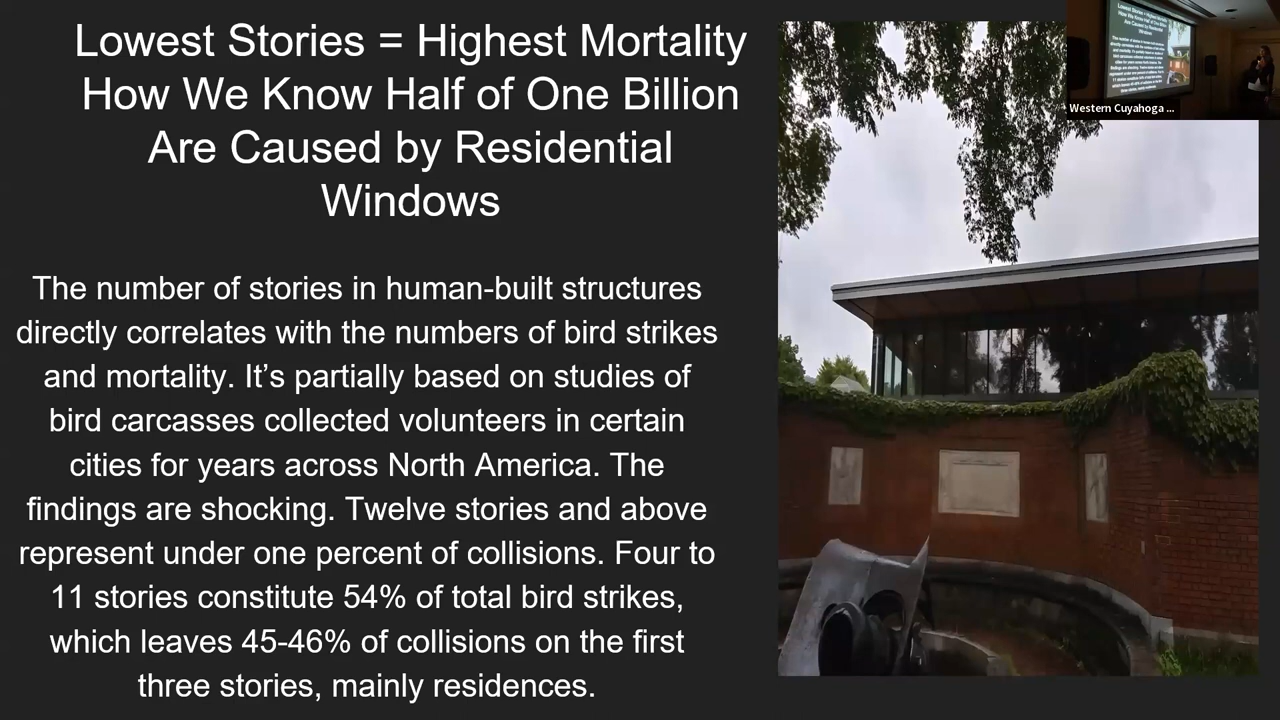 Lowest Stories = Highest Mortality
How We Know Half of One Billion
Are Caused by Residential
Windows
The number of stories in human-built structures
directly correlates with the numbers of bird strikes
and mortality. It’s partially based on studies of
bird carcasses collected volunteers in certain
cities for years across North America. The
findings are shocking. Twelve stories and above
represent under one percent of collisions. Four to
11 stories constitute 54% of total bird strikes,
which leaves 45-46% of collisions on the first
three stories, mainly residences.
Western Cuyahoga ...